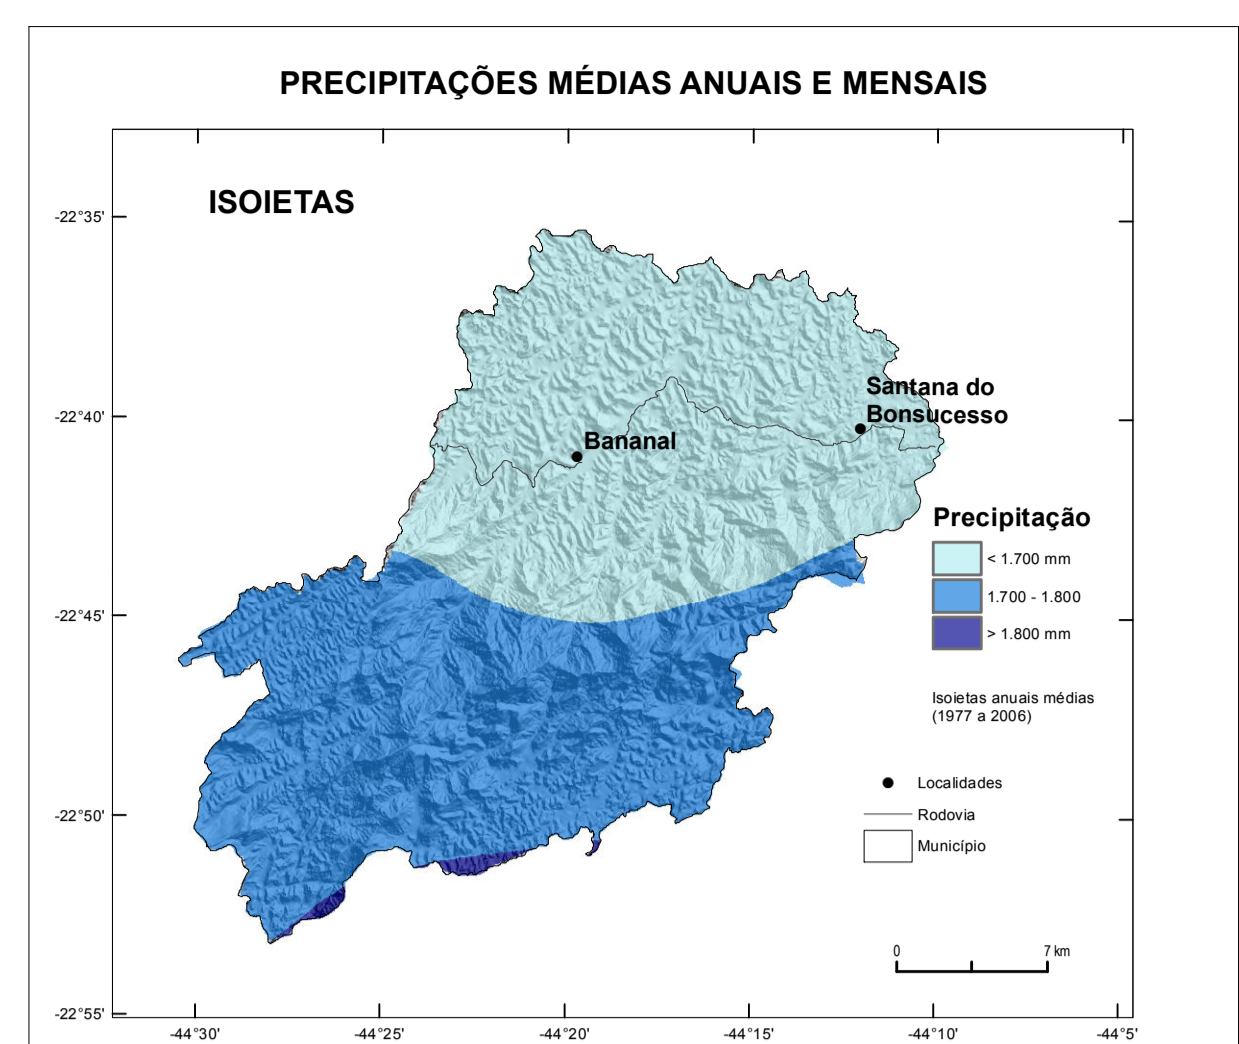 PRECIPITAÇÕES MÉDIAS ANUAIS E MENSAIS
ISOIETAS
-22°35'
-22°40'
-22°45'
-22°50'
-22°55'
Santana do
Bonsucesso
Bananal
Precipitação
< 1.700 mm
1.700 - 1.800
> 1.800 mm
Isoietas anuais médias
(1977 a 2006)
Localidades
Rodovia
Município
0 7 km
-44°30' -44°25' -44°20' -44°15' -44°10' -44°5'